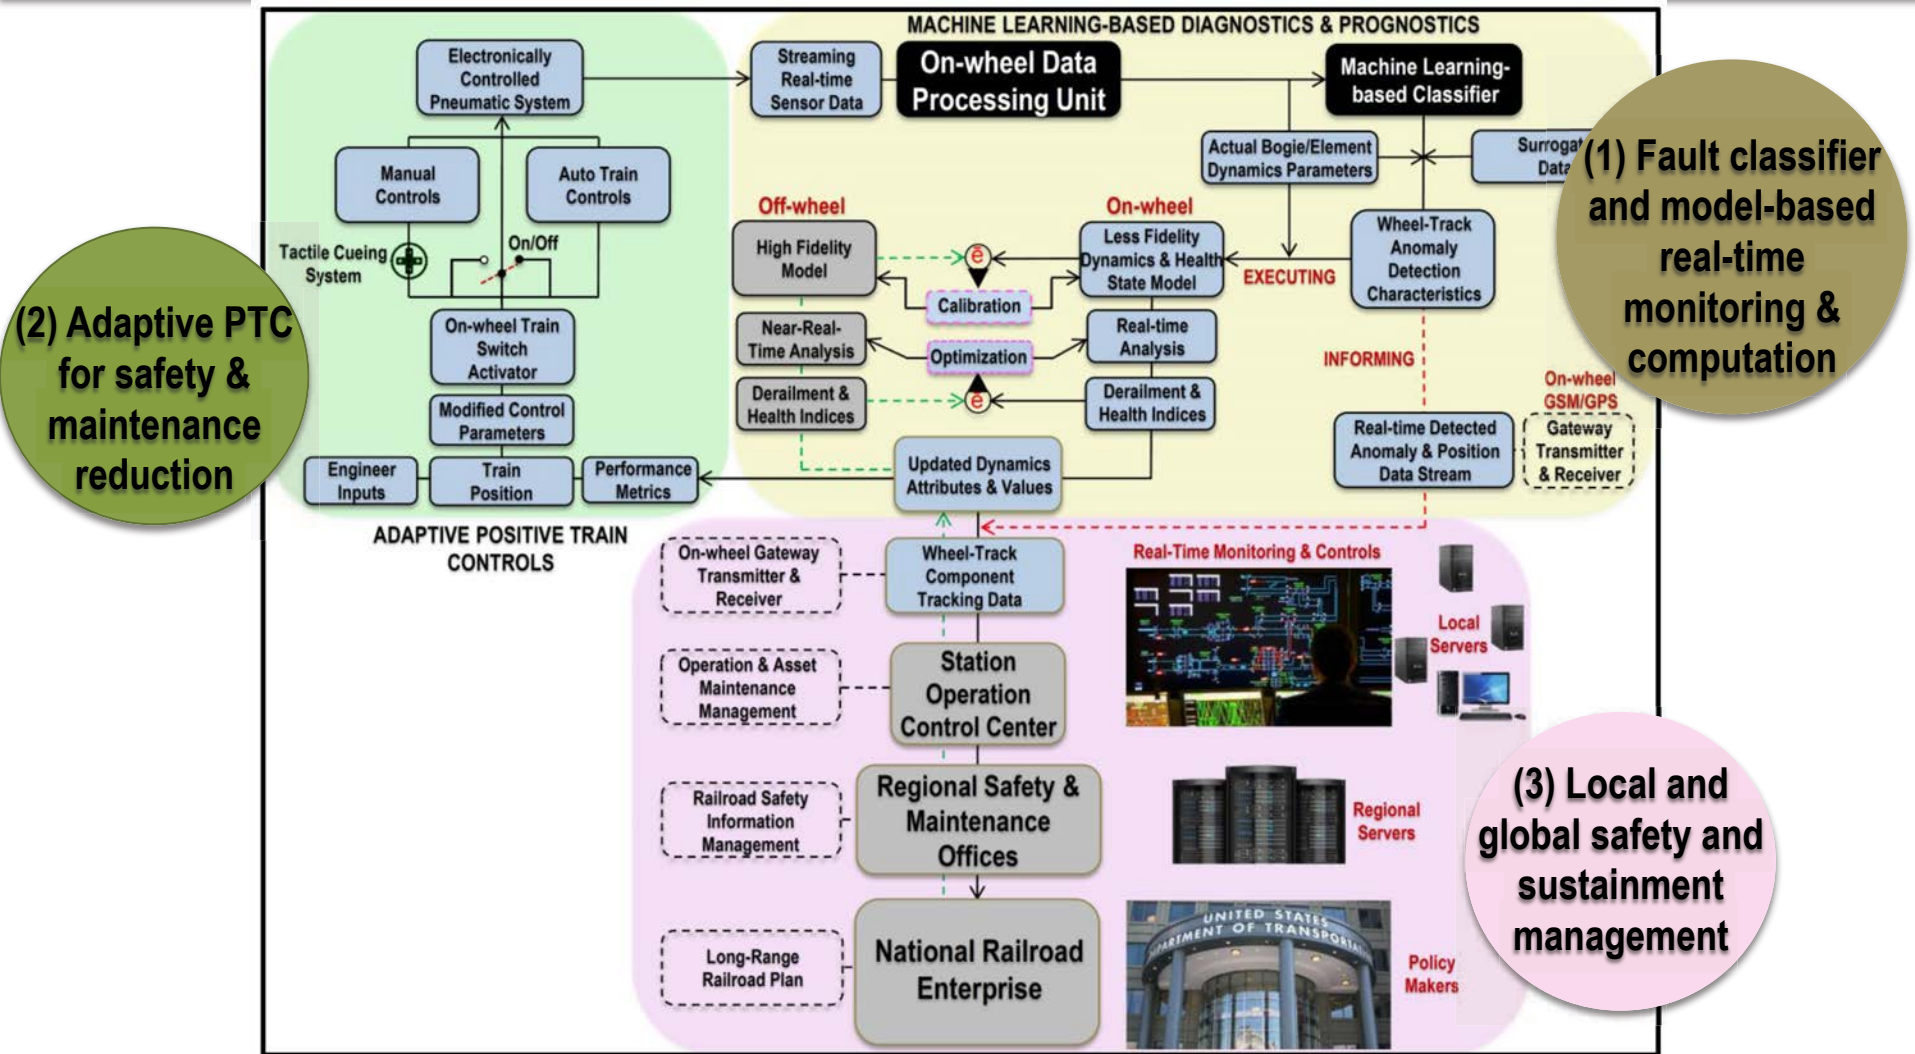 MACHINE LEARNING-BASED DIAGNOSTICS & PROGNOSTICS
Electronically
Controlled
Pneumatic System
Streaming
Real-time
Sensor Data
On-wheel Data
Processing Unit
Machine Learning-
based Classifier
Manual
Controls
Auto Train
Controls
Actual Bogie/Element
Dynamics Parameters
Data
(1) Fault classifier
and model-based
real-time
monitoring &
computation
Tactile Cueing
System
On/Off
Off-wheel
On-wheel
High Fidelity
Model
ē
Less Fidelity
Dynamics & Health
State Model
EXECUTING
Wheel-Track
Anomaly
Detection
Characteristics
Calibration
(2) Adaptive PTC
for safety &
maintenance
reduction
On-wheel Train
Switch
Activator
Near-Real-
Time Analysis
Optimization
Real-time
Analysis
INFORMING
Modified Control
Parameters
Derailment &
Health Indices
ē
Derailment &
Health Indices
On-wheel
GSM/GPS
Real-time Detected
Anomaly & Position
Data Stream
Gateway
Transmitter
& Receiver
Engineer
Inputs
Train
Position
Performance
Metrics
Updated Dynamics
Attributes & Values
ADAPTIVE POSITIVE TRAIN
CONTROLS
On-wheel Gateway
Transmitter &
Receiver
Wheel-Track
Component
Tracking Data
Real-Time Monitoring & Controls
Local
Servers
Operation & Asset
Maintenance
Management
Station
Operation
Control Center
Railroad Safety
Information
Management
Regional Safety &
Maintenance
Offices
Regional
Servers
(3) Local and
global safety and
sustainment
management
Long-Range
Railroad Plan
National Railroad
Enterprise
UNITED STATES
OF
Policy
Makers